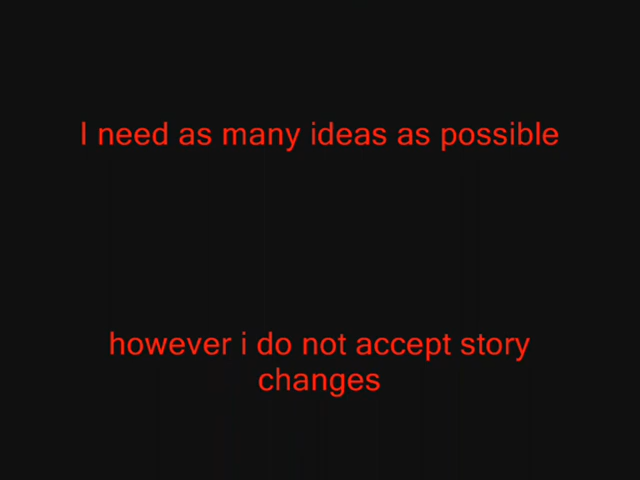 I need as many ideas as possible
however i do not accept story
changes